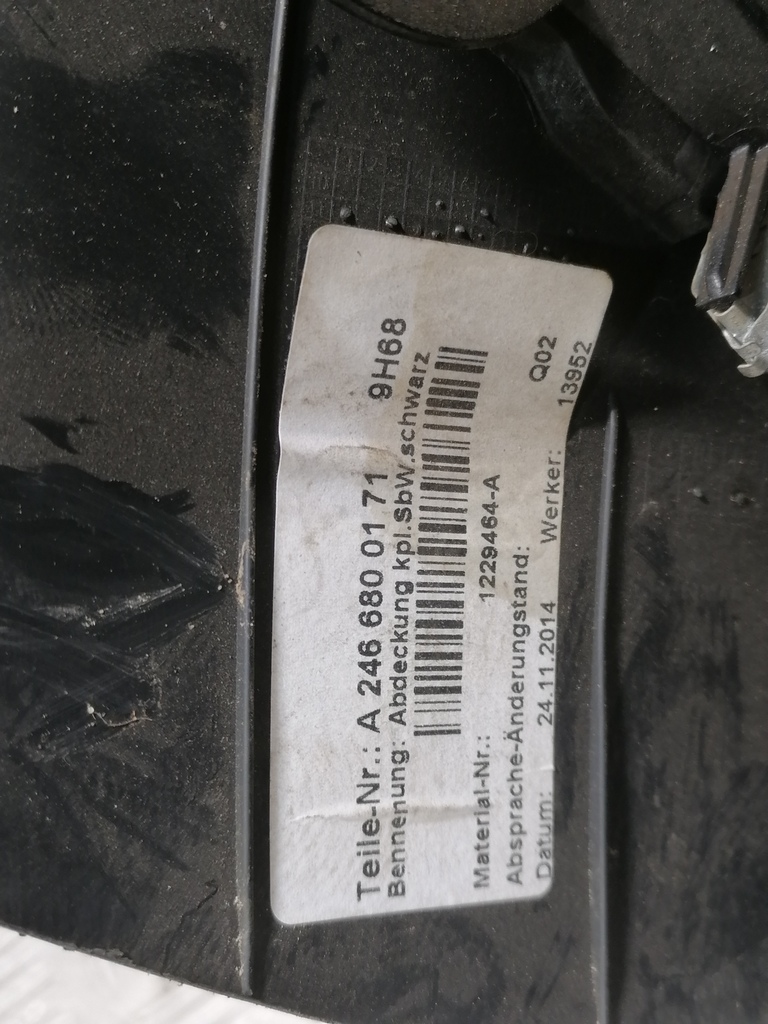 Teile-Nr.: A 246 680 01 71 9H68
Bennenung: Abdeckung kpl.SbW.schwarz
Material-Nr.: 1229464-A
Absprache-Änderungstand: Q02
Datum: 24.11.2014 Werker: 13952